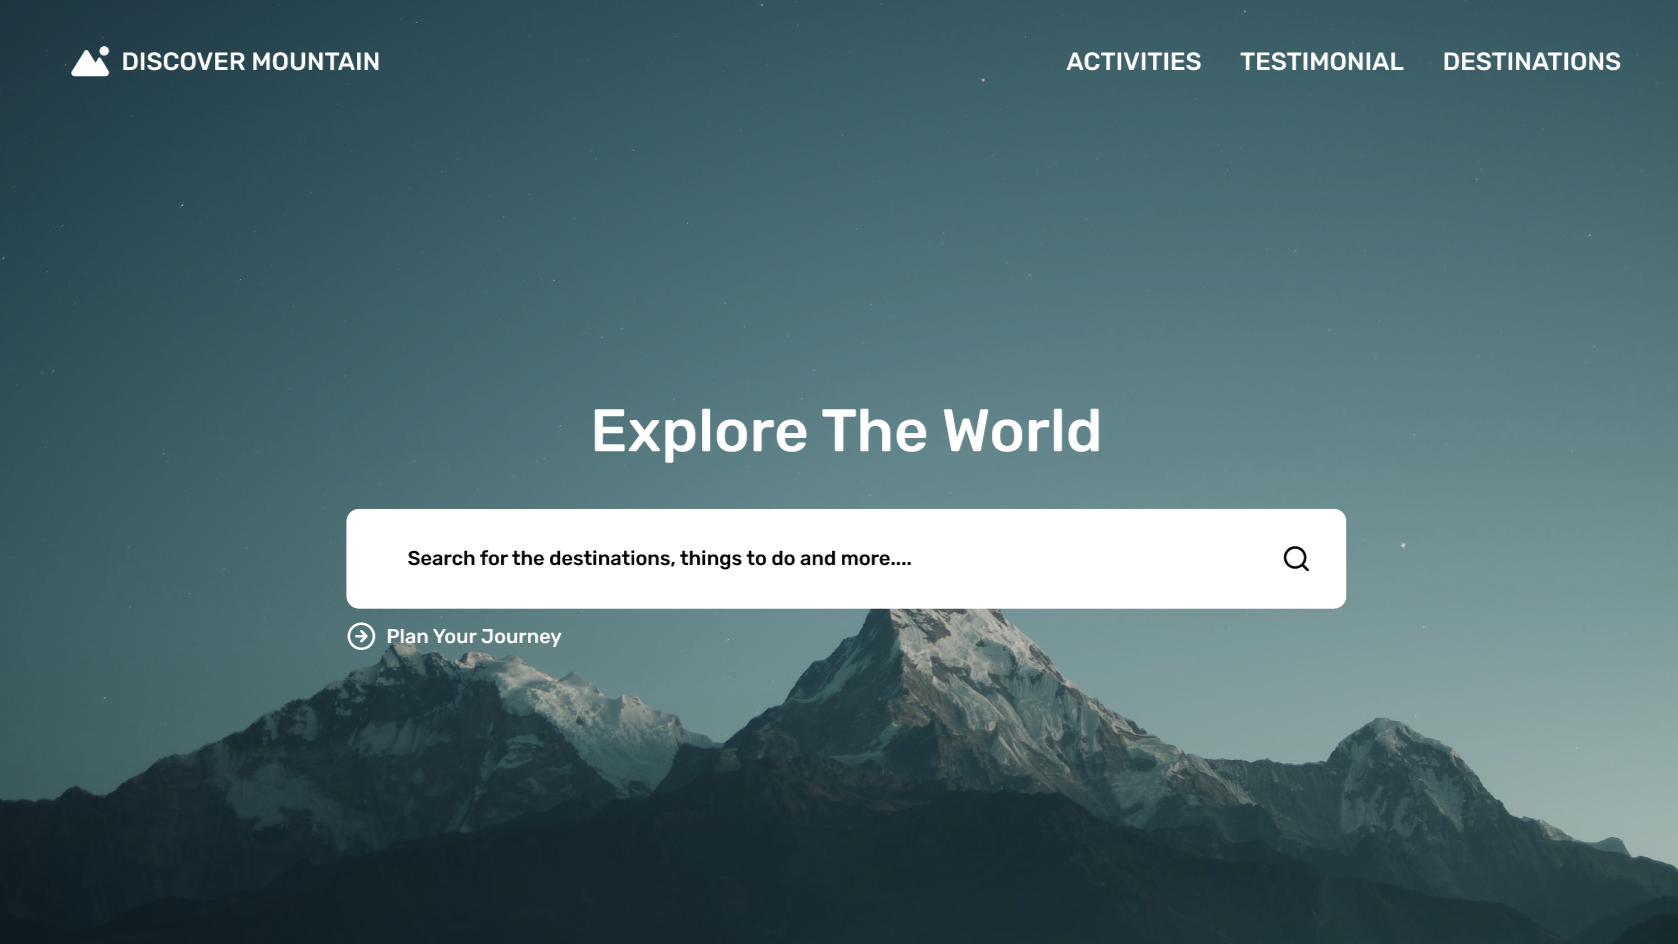 DISCOVER MOUNTAIN
ACTIVITIES TESTIMONIAL DESTINATIONS
Explore The World
Search for the destinations, things to do and more....
Plan Your Journey